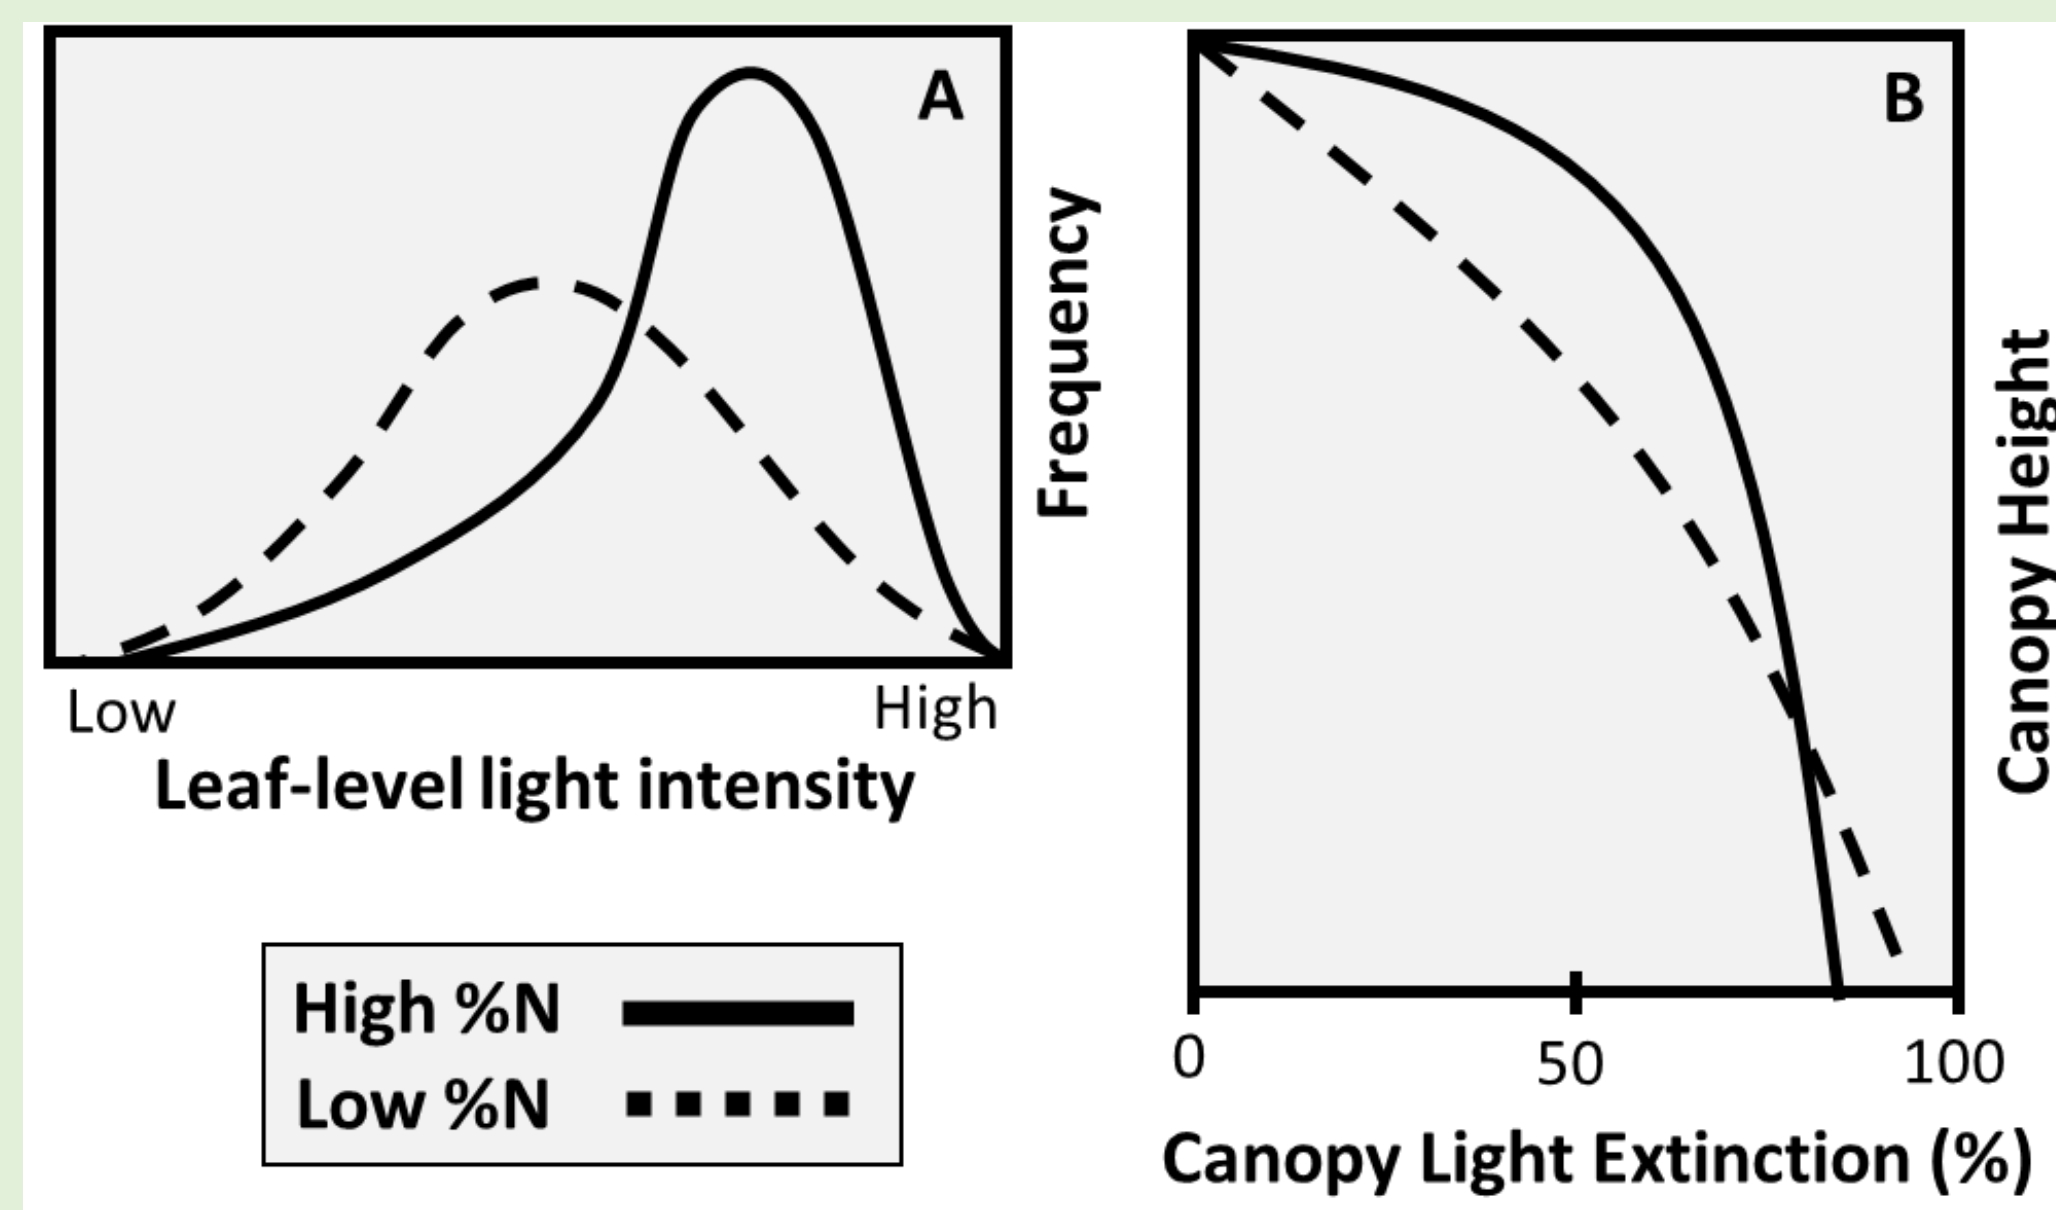 A
Frequency
Low
High
Leaf-level light intensity
High %N
Low %N
B
Canopy Height
0
50
100
Canopy Light Extinction (%)